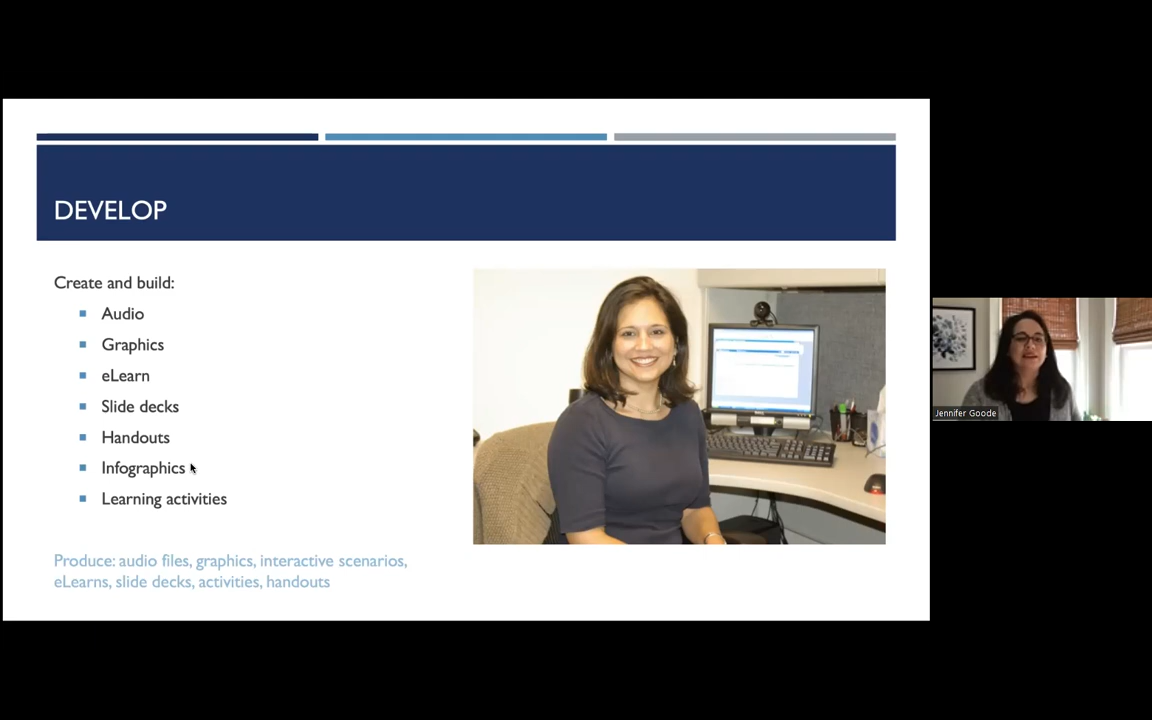 DEVELOP
Create and build:
Audio
Graphics
eLearn
Slide decks
Handouts
Infographics
Learning activities
Produce: audio files, graphics, interactive scenarios,
eLearns, slide decks, activities, handouts
Jennifer Goode